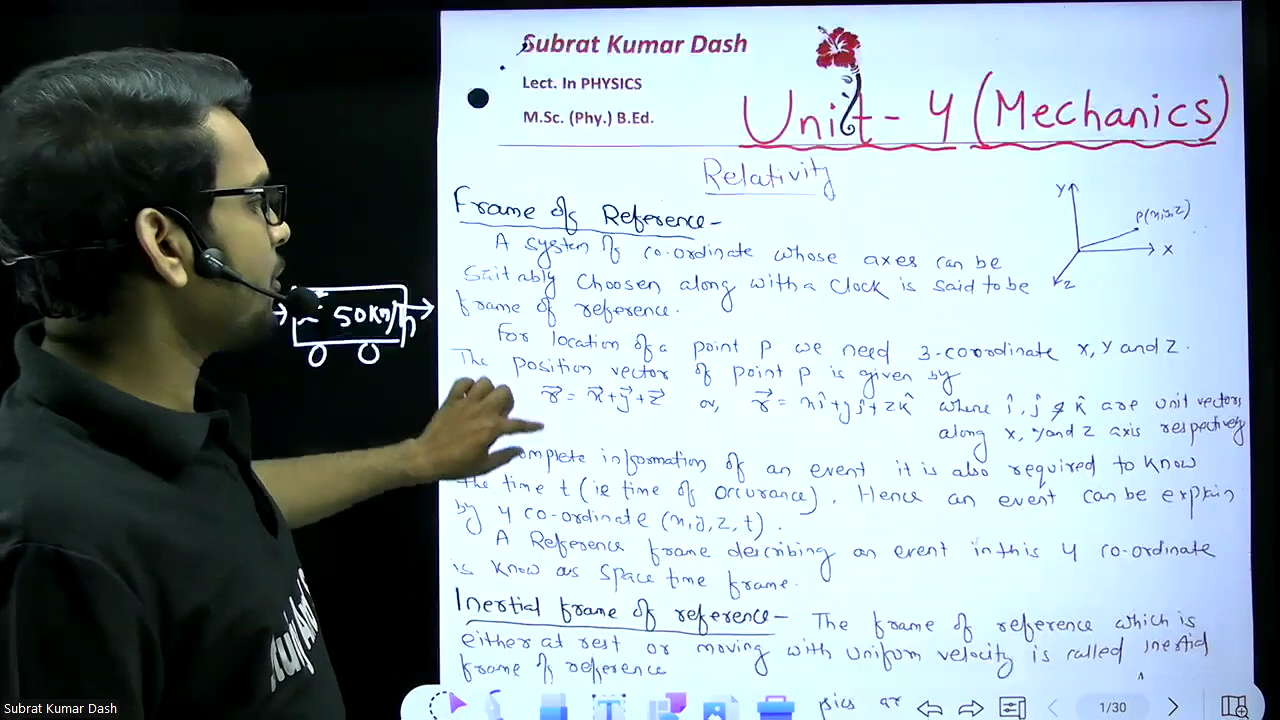 Subrat Kumar Dash
Lect. In PHYSICS
M.Sc. (Phy.) B.Ed.
Unit - 4 (Mechanics)
Relativity
Frame of Reference-
A system of co-ordinate whose axes can be
Suitably Choosen along with a Clock is said to be
frame of reference.
Y
P(x,y,z)
X
Z
50 Km/h
For location of a point P we need 3-coordinate X, Y and Z.
The position vector of point P is given by
r⃗ = x⃗+y⃗+z⃗ or, r⃗ = xî+yĵ+zk̂ where î, ĵ & k̂ are unit vectors
along X, Y and Z axis respectively
omplete information of an event it is also required to know
the time t (ie time of occurance). Hence an event can be explain
by 4 co-ordinate (x,y,z,t).
A Reference frame describing an event in this 4 co-ordinate
is know as space time frame.
Inertial frame of reference- The frame of reference which is
either at rest or moving with uniform velocity is called inertial
frame of reference
1/30
Subrat Kumar Dash